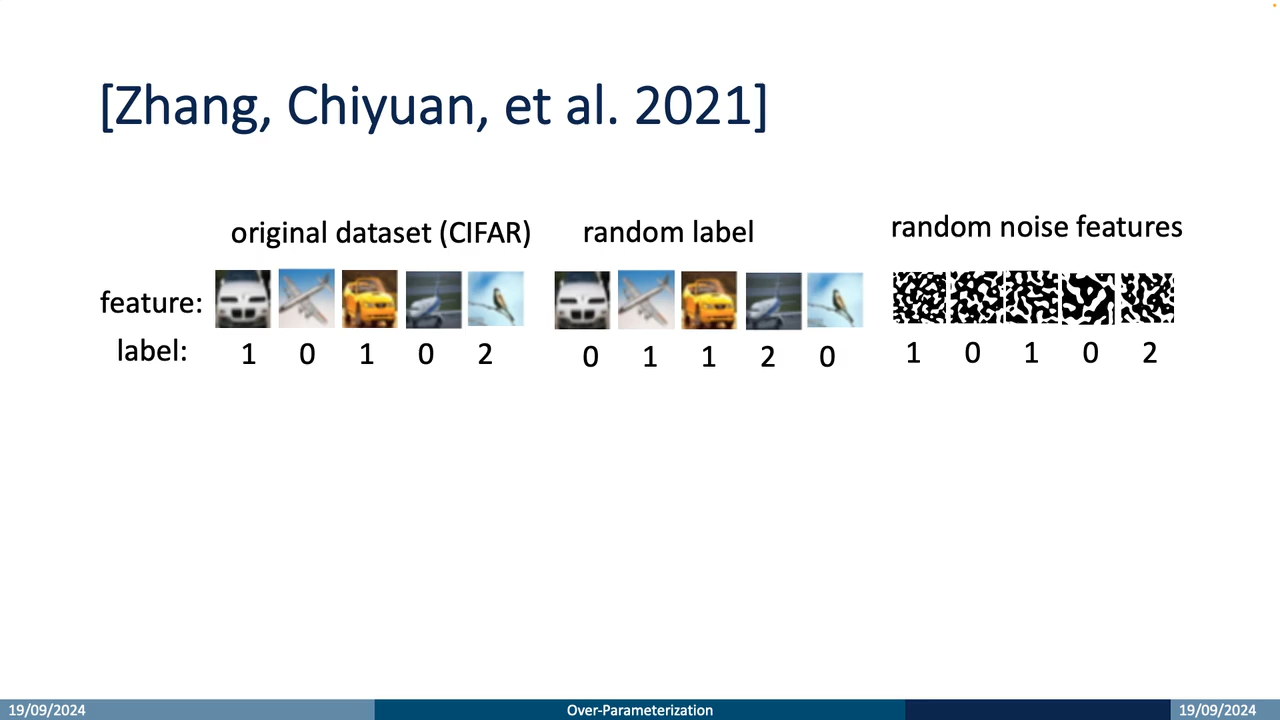 [Zhang, Chiyuan, et al. 2021]
original dataset (CIFAR)
random label
random noise features
feature:
label:
1 0 1 0 2
0 1 1 2 0
1 0 1 0 2
19/09/2024
Over-Parameterization
19/09/2024